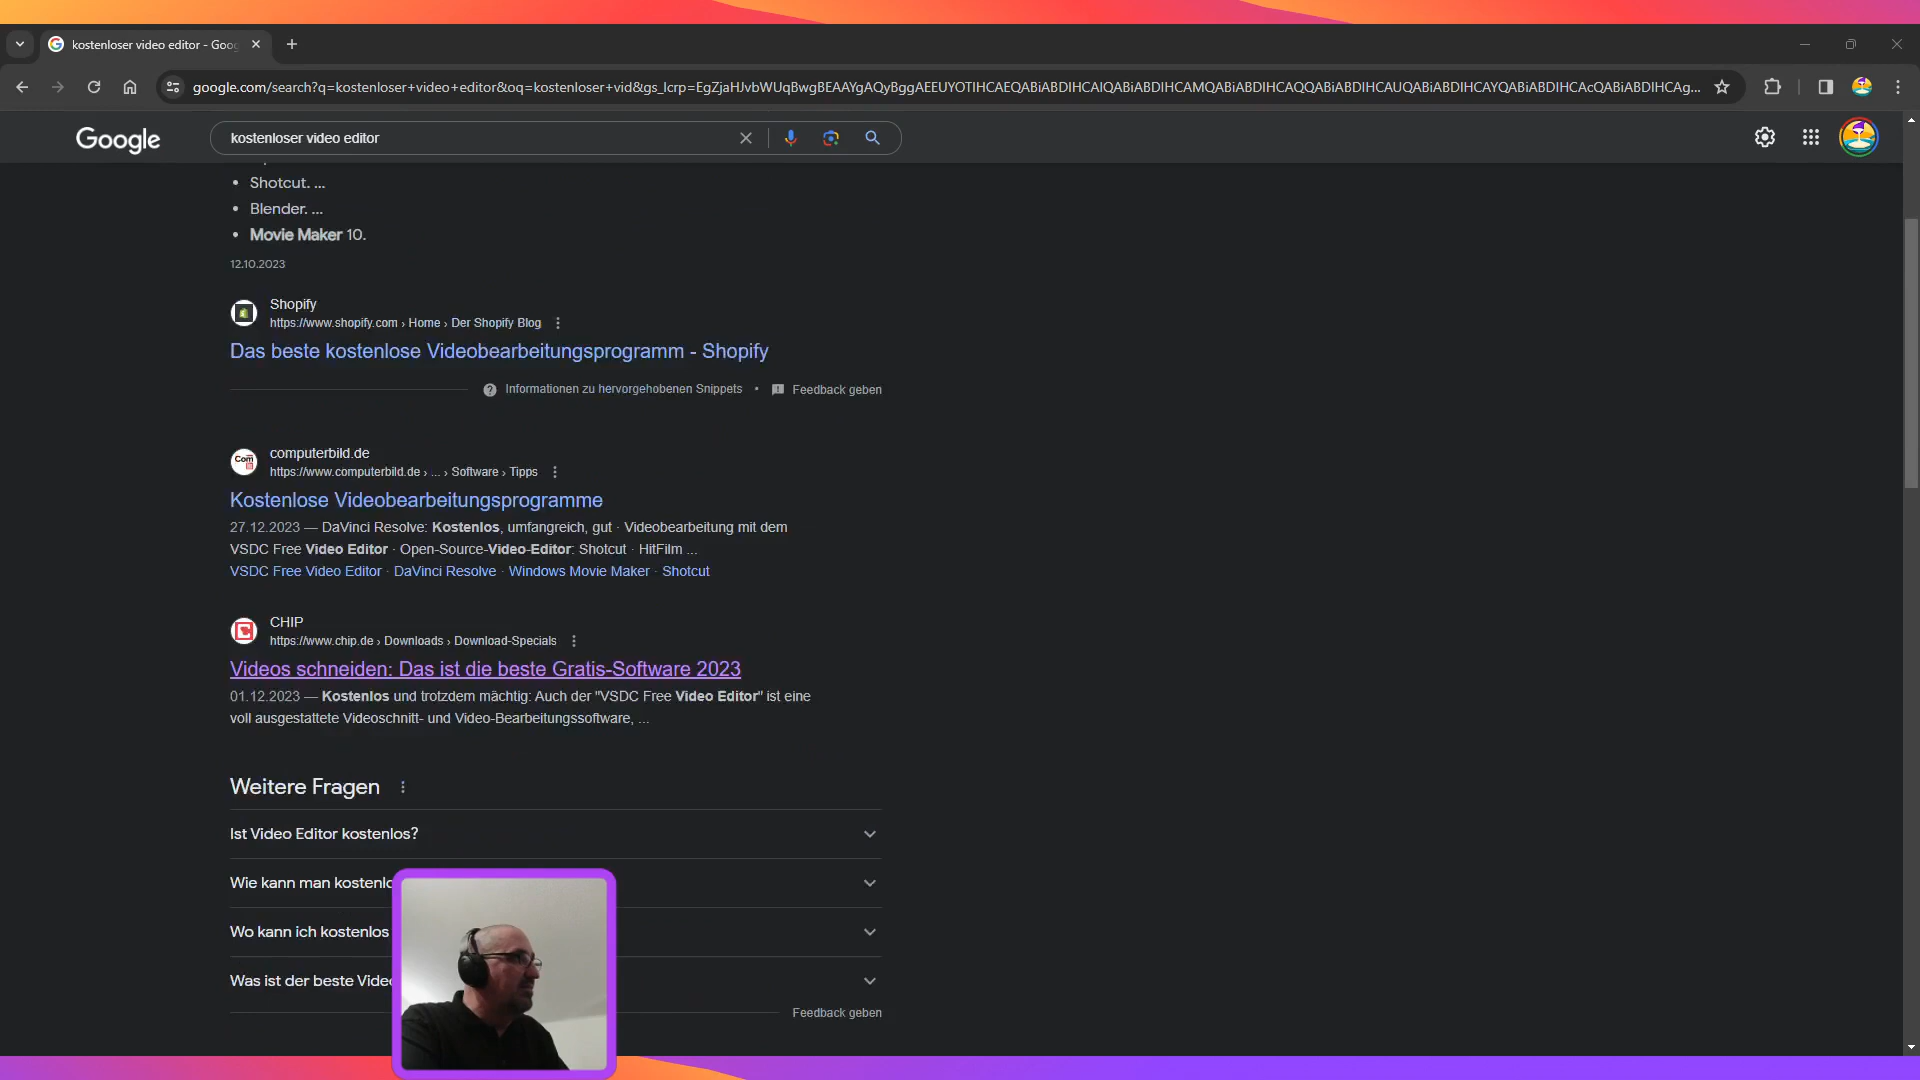 kostenloser video editor - Goo
google.com/search?q=kostenloser+video+editor&oq=kostenloser+vid&gs_lcrp=EgZjaHJvbWUqBwgBEAAYgAQyBggAEEUYOTIHCAEQABiABDIHCAIQABiABDIHCAMQABiABDIHCAQQABiABDIHCAUQABiABDIHCAYQABiABDIHCAcQABiABDIHCAg...
Google
kostenloser video editor
• Shotcut. ...
• Blender. ...
• Movie Maker 10.
12.10.2023
Shopify
https://www.shopify.com › Home › Der Shopify Blog
Das beste kostenlose Videobearbeitungsprogramm - Shopify
Informationen zu hervorgehobenen Snippets • Feedback geben
Com
computerbild.de
https://www.computerbild.de › ... › Software › Tipps
Kostenlose Videobearbeitungsprogramme
27.12.2023 — DaVinci Resolve: Kostenlos, umfangreich, gut · Videobearbeitung mit dem
VSDC Free Video Editor · Open-Source-Video-Editor: Shotcut · HitFilm ...
VSDC Free Video Editor · DaVinci Resolve · Windows Movie Maker · Shotcut
CHIP
https://www.chip.de › Downloads › Download-Specials
Videos schneiden: Das ist die beste Gratis-Software 2023
01.12.2023 — Kostenlos und trotzdem mächtig: Auch der "VSDC Free Video Editor" ist eine
voll ausgestattete Videoschnitt- und Video-Bearbeitungssoftware, ...
Weitere Fragen
Ist Video Editor kostenlos?
Wie kann man kostenlo
Wo kann ich kostenlos
Was ist der beste Vide
Feedback geben